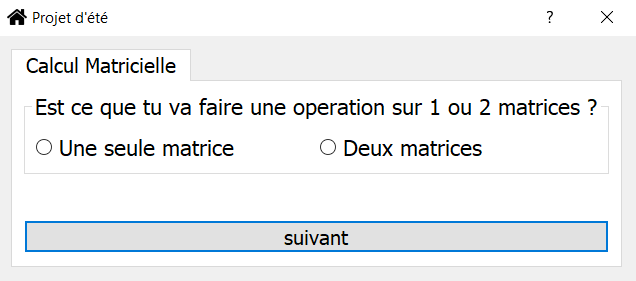 Projet d'été ?
Calcul Matricielle
Est ce que tu va faire une operation sur 1 ou 2 matrices ?
Une seule matrice Deux matrices
suivant